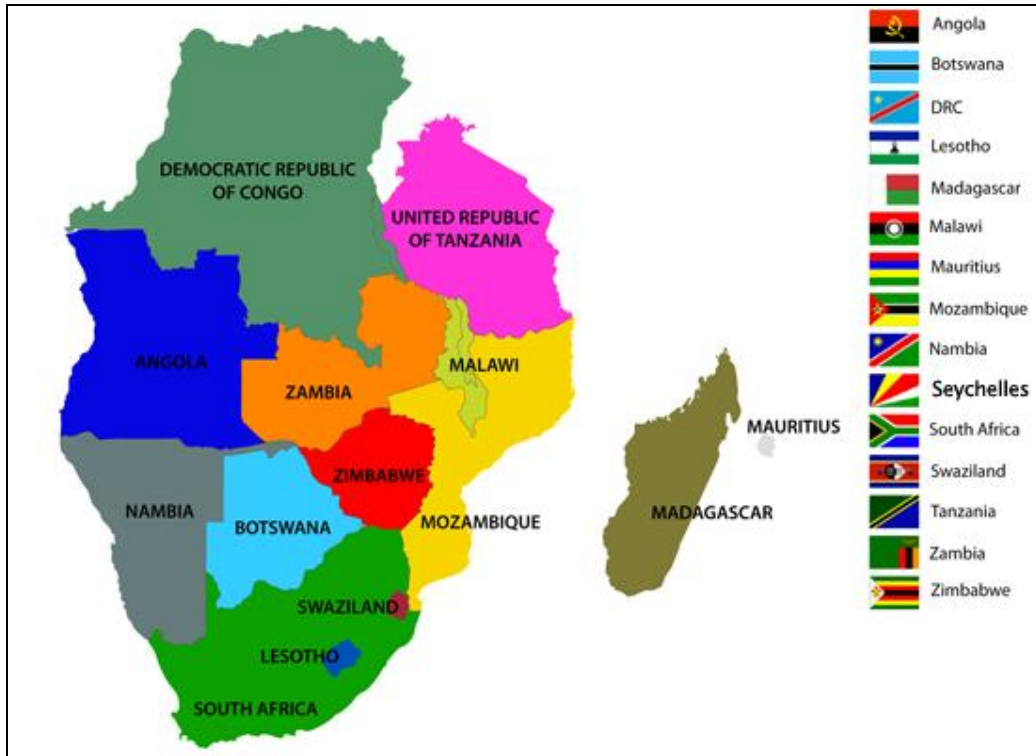 DEMOCRATIC REPUBLIC
OF CONGO
UNITED REPUBLIC
OF TANZANIA
ANGOLA
ZAMBIA
MALAWI
MAURITIUS
ZIMBABWE
NAMBIA
BOTSWANA
MOZAMBIQUE
MADAGASCAR
SWAZILAND
LESOTHO
SOUTH AFRICA
Angola
Botswana
DRC
Lesotho
Madagascar
Malawi
Mauritius
Mozambique
Nambia
Seychelles
South Africa
Swaziland
Tanzania
Zambia
Zimbabwe